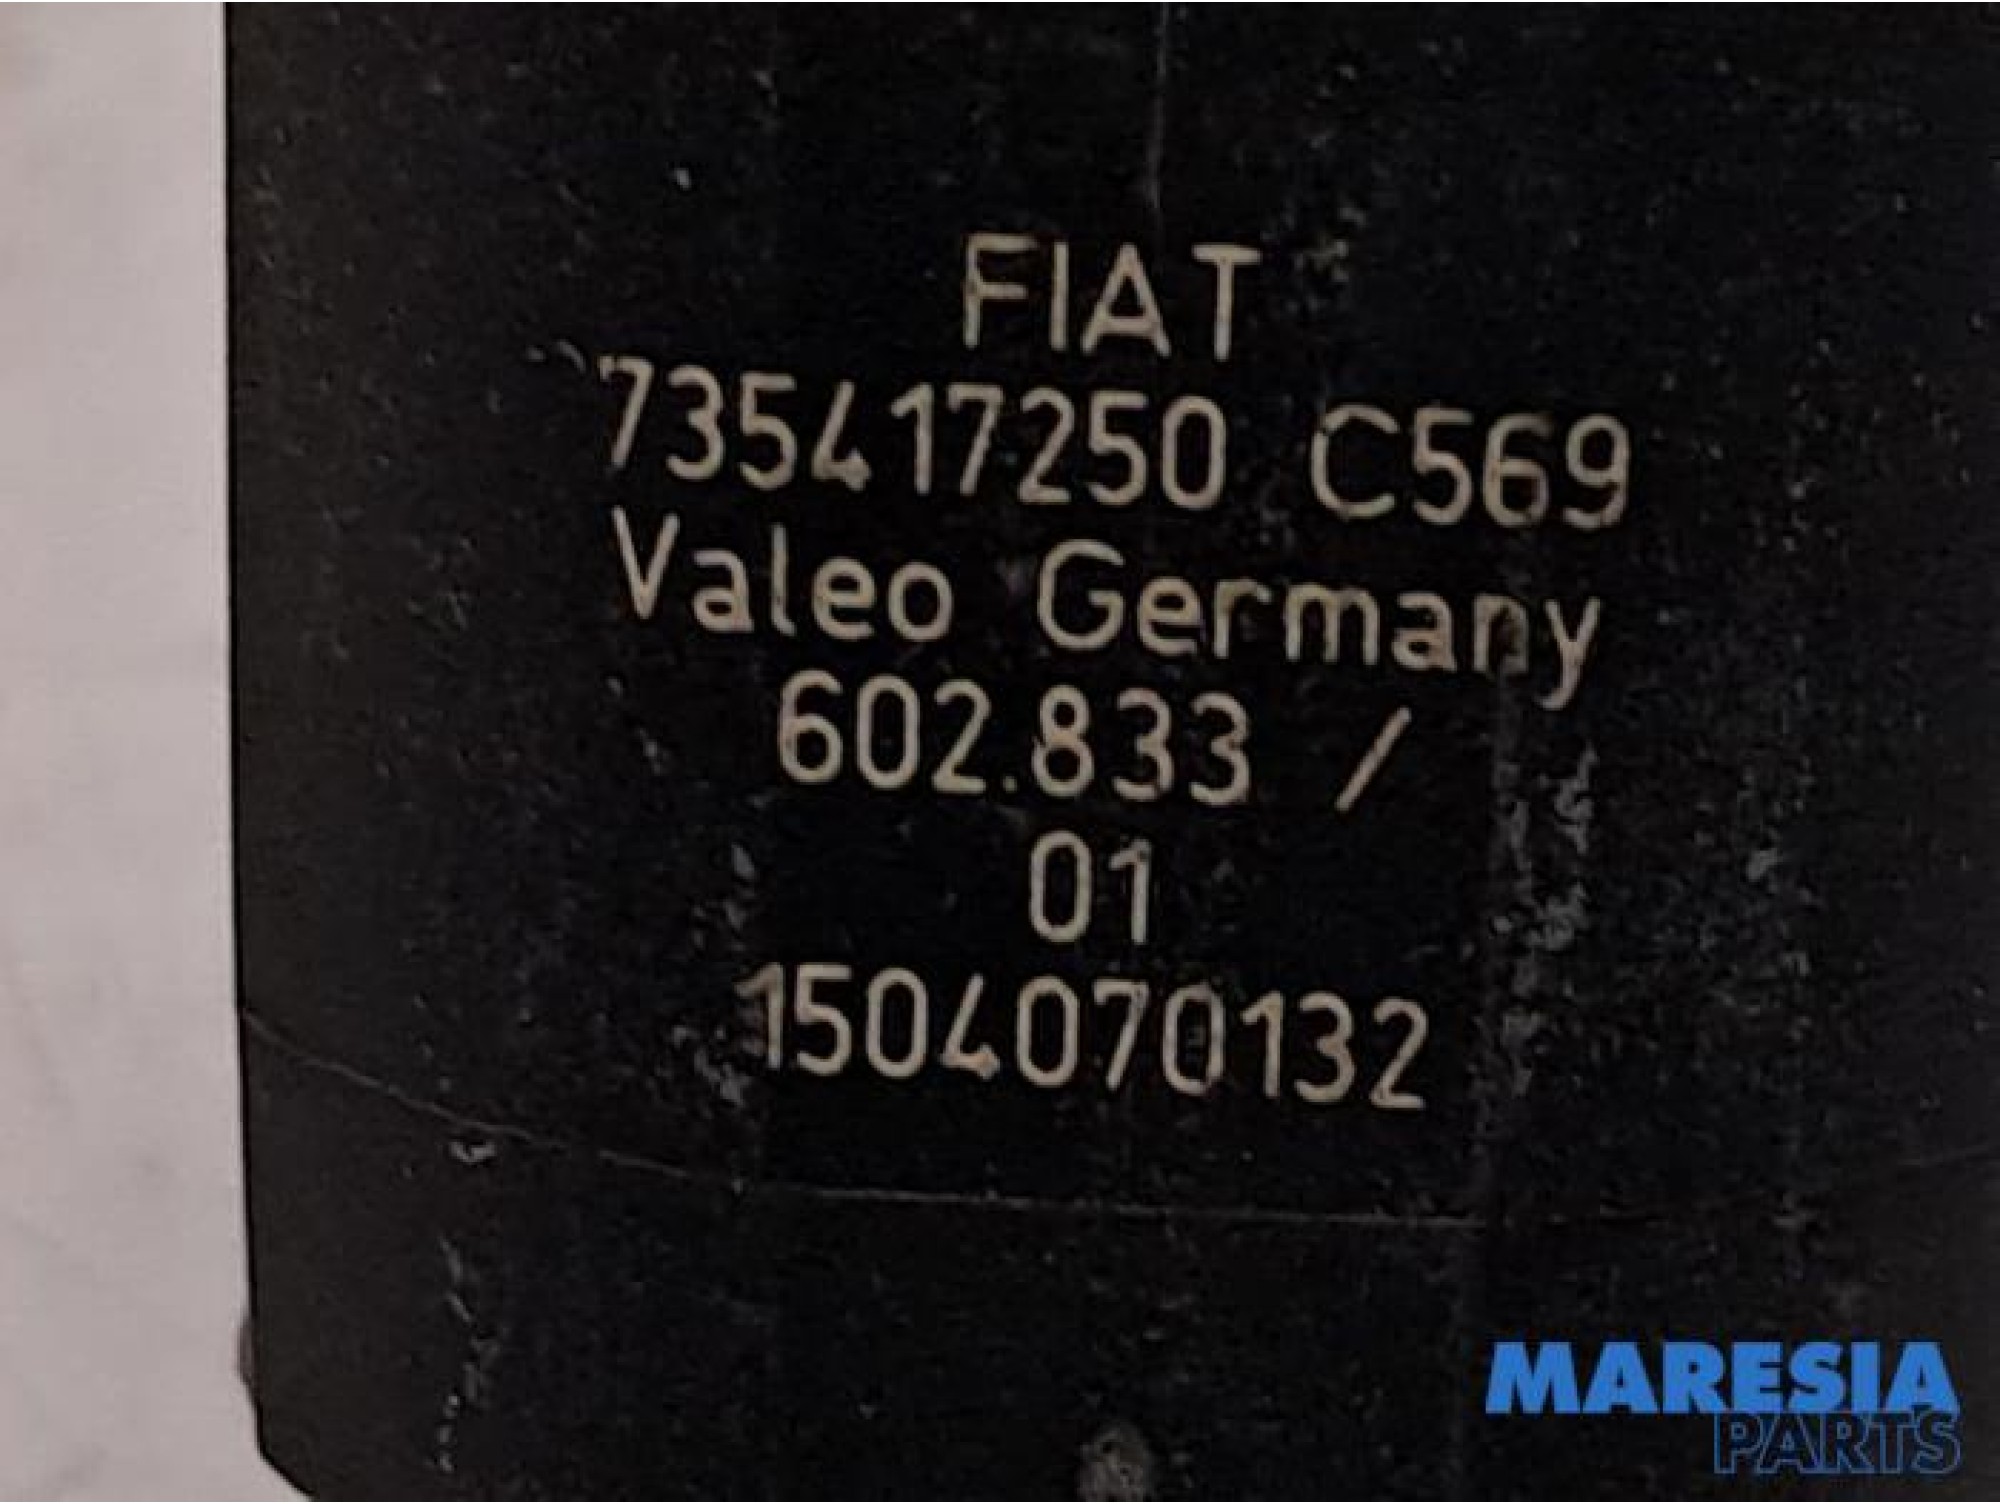 FIAT
735417250 C569
Valeo Germany
602.833 /
01
1504070132
MARESIA
PARTS